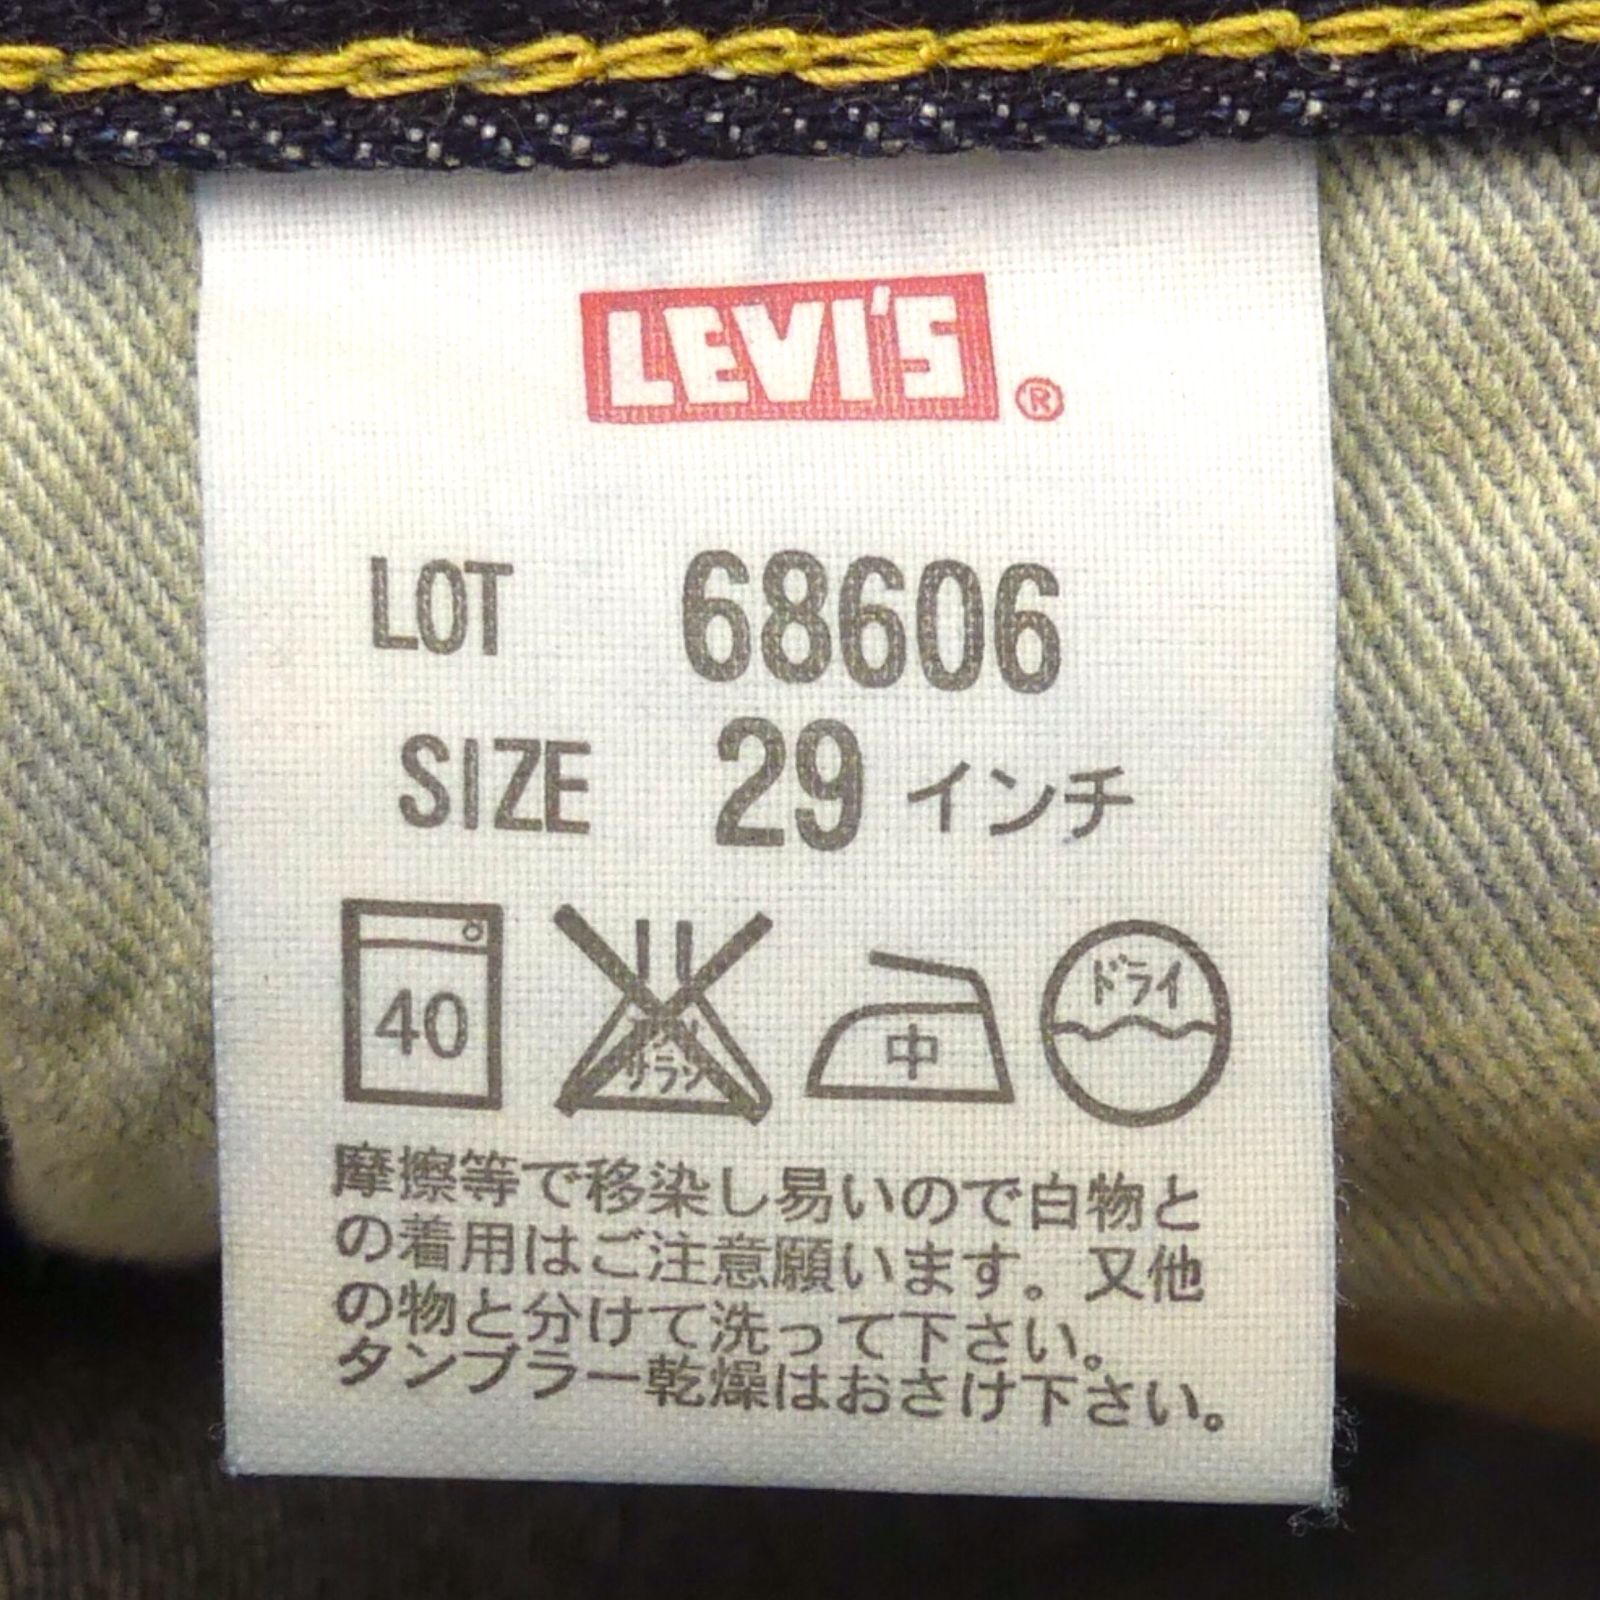 LEVI'S ®
LOT 68606
SIZE 29 インチ
40
サラシ
中
ドライ
摩擦等で移染し易いので白物と
の着用はご注意願います。又他
の物と分けて洗って下さい。
タンブラー乾燥はおさけ下さい。